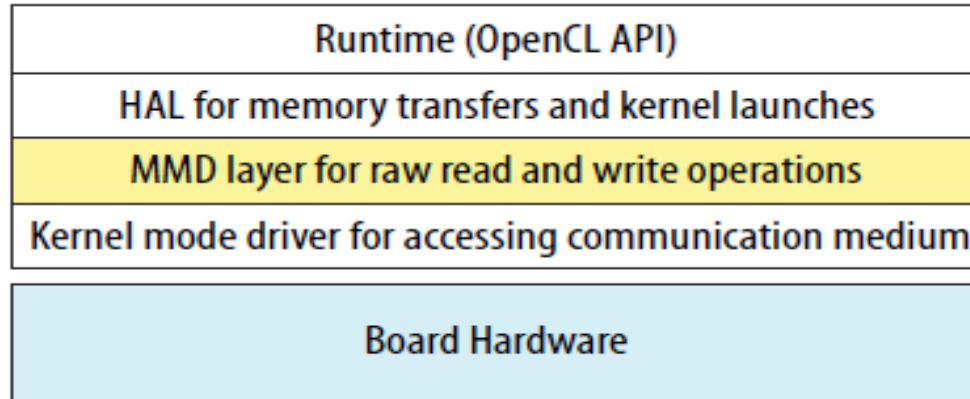 Runtime (OpenCL API)
HAL for memory transfers and kernel launches
MMD layer for raw read and write operations
Kernel mode driver for accessing communication medium
Board Hardware